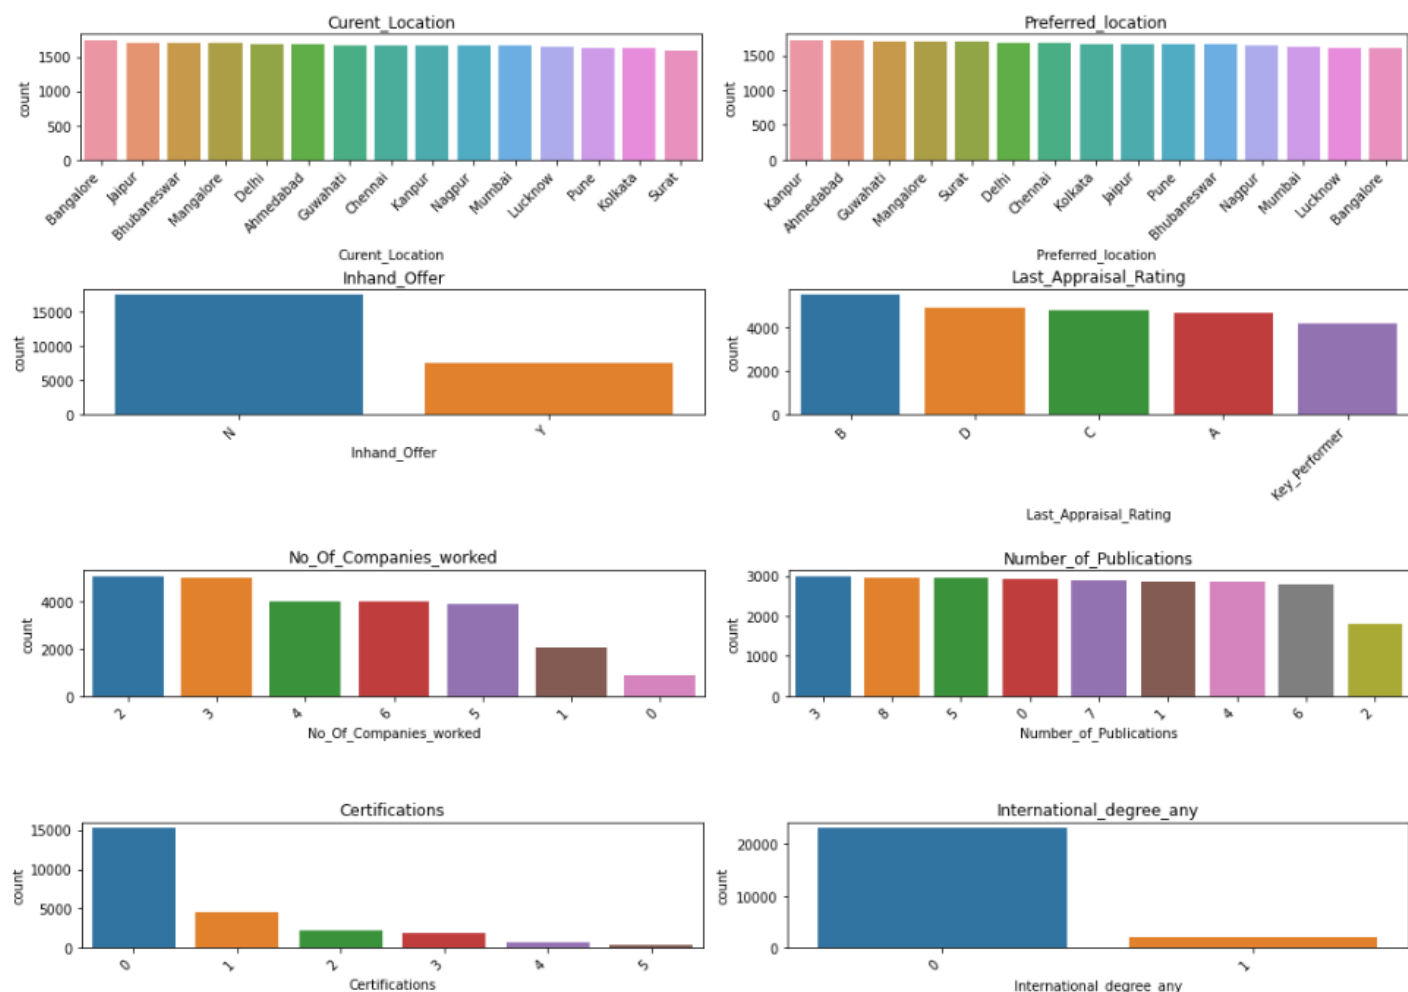 Curent_Location
count
1500
1000
500
0
Bangalore
Jaipur
Bhubaneswar
Mangalore
Delhi
Ahmedabad
Guwahati
Chennai
Kanpur
Nagpur
Mumbai
Lucknow
Pune
Kolkata
Surat
Curent_Location
Preferred_location
count
1500
1000
500
0
Kanpur
Ahmedabad
Guwahati
Mangalore
Surat
Delhi
Chennai
Kolkata
Jaipur
Pune
Bhubaneswar
Nagpur
Mumbai
Lucknow
Bangalore
Preferred_location
Inhand_Offer
count
15000
10000
5000
0
N
Y
Inhand_Offer
Last_Appraisal_Rating
count
4000
2000
0
B
D
C
A
Key_Performer
Last_Appraisal_Rating
No_Of_Companies_worked
count
4000
2000
0
2
3
4
6
5
1
0
No_Of_Companies_worked
Number_of_Publications
count
3000
2000
1000
0
3
8
5
0
7
1
4
6
2
Number_of_Publications
Certifications
count
15000
10000
5000
0
0
1
2
3
4
5
Certifications
International_degree_any
count
20000
10000
0
0
1
International_degree_any